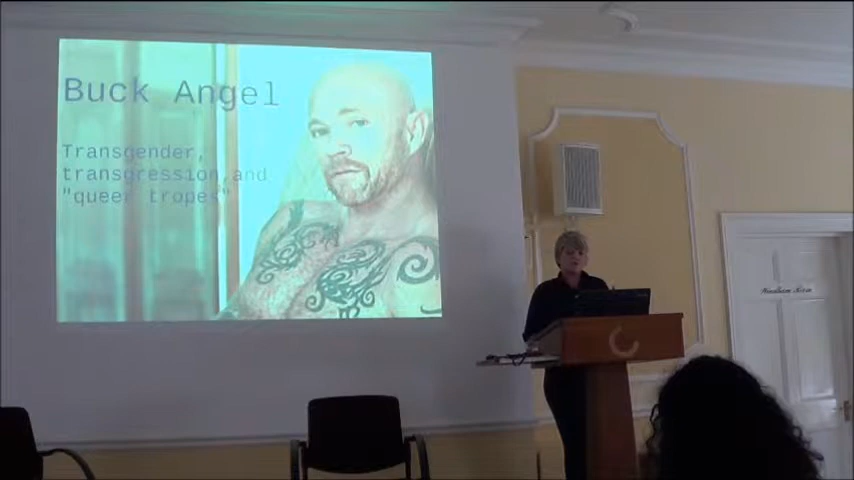 Buck Angel
Transgender,
transgression,and
"queer tropes"